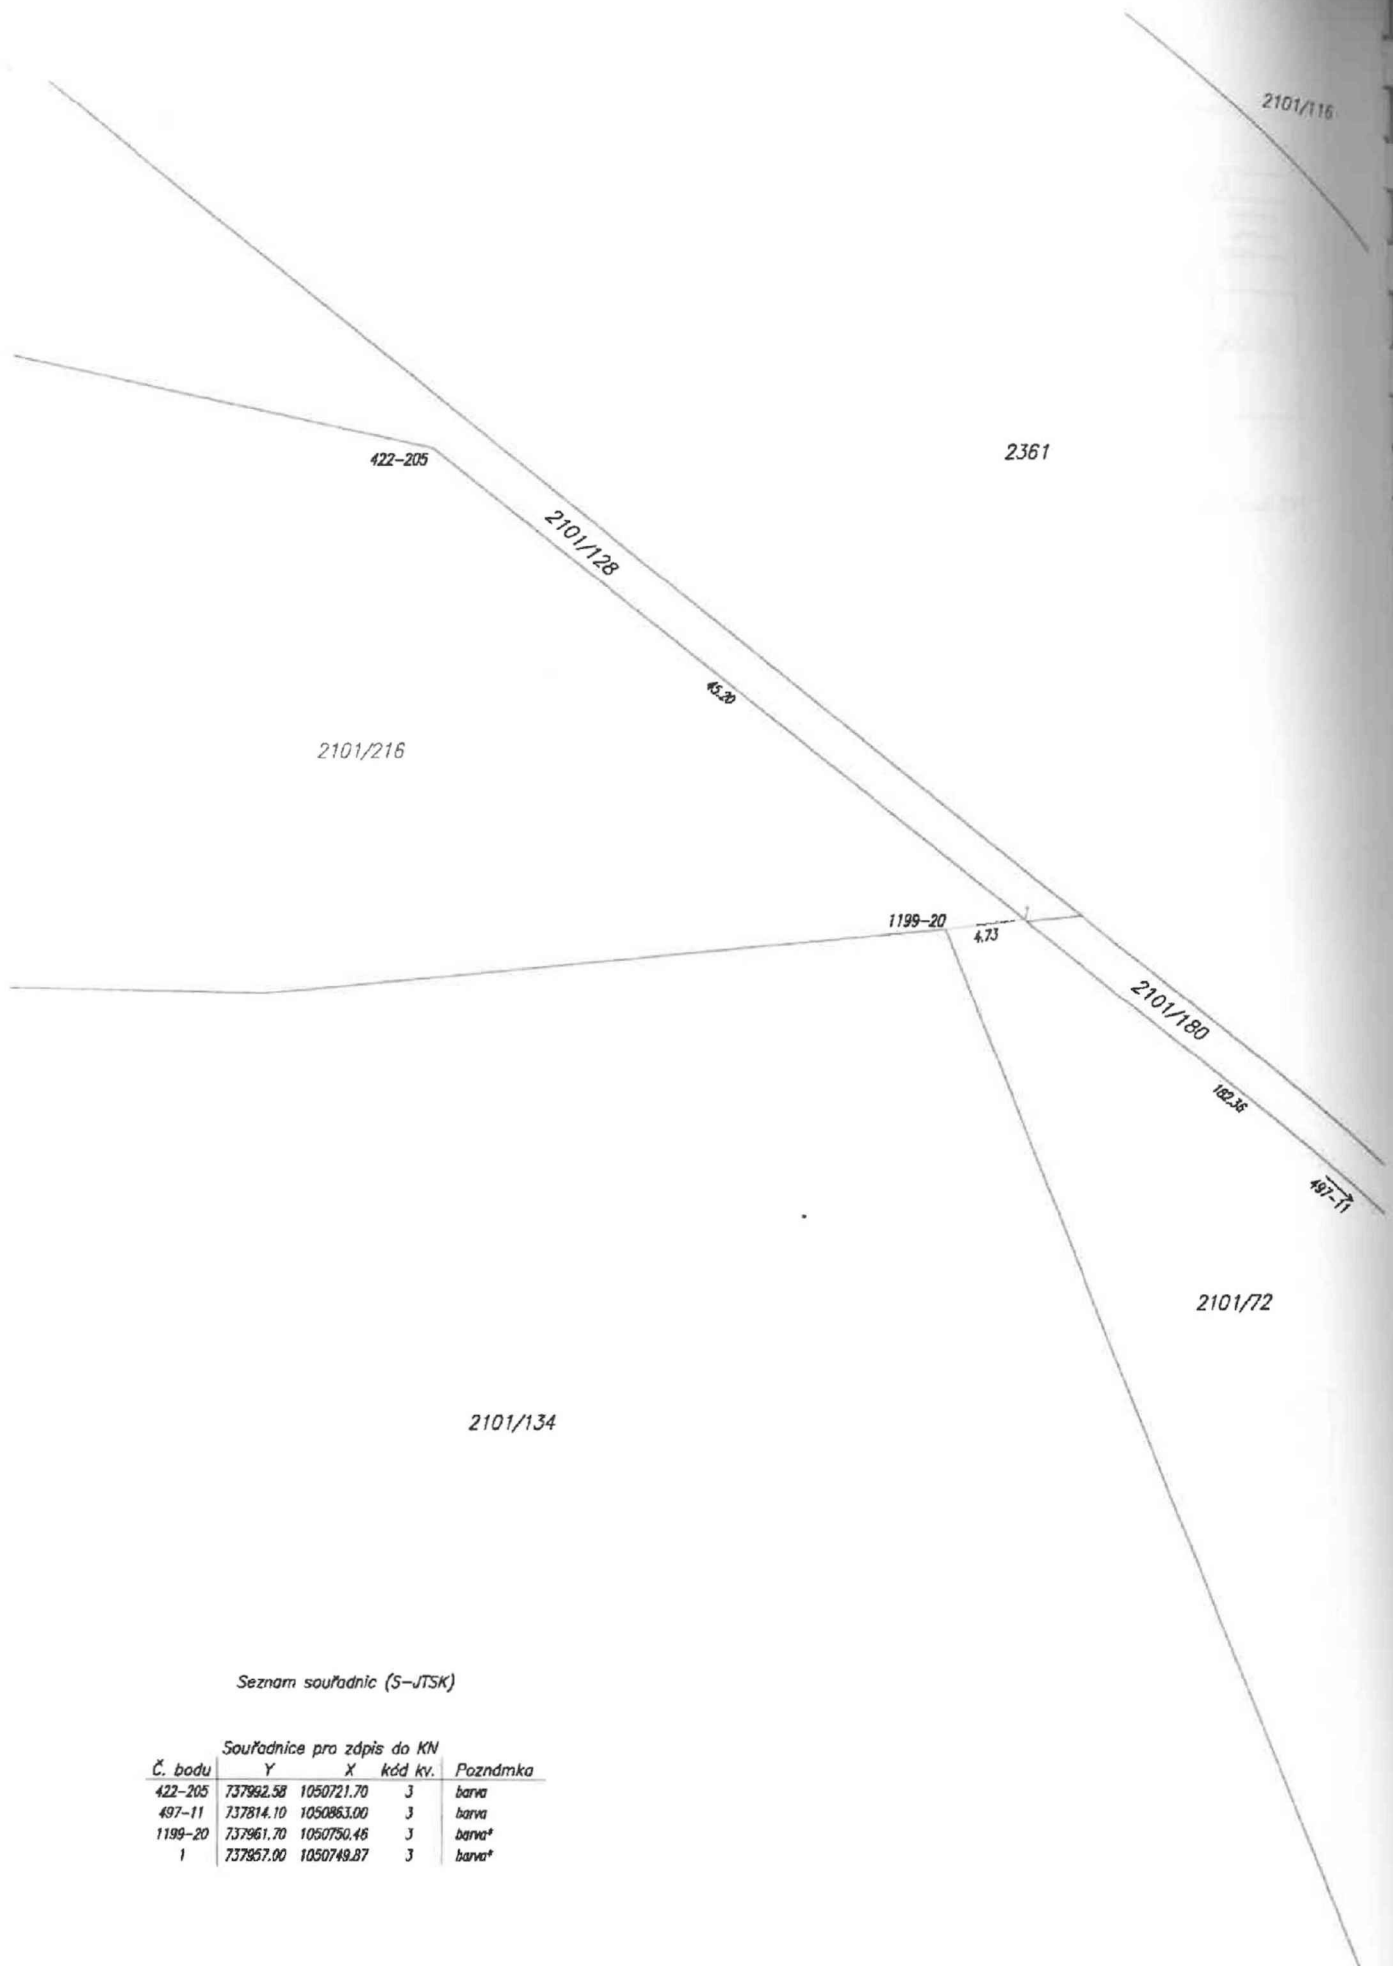 2101/116
2361
422-205
2101/128
45.20
2101/216
1199-20
1
4.73
2101/180
182.36
497-11
2101/72
2101/134
Seznam souřadnic (S-JTSK)
Souřadnice pro zápis do KN
Č. bodu Y X kód kv. Poznámka
422-205 737992.58 1050721.70 3 barva
497-11 737814.10 1050863.00 3 barva
1199-20 737961.70 1050750.46 3 barva*
1 737957.00 1050749.87 3 barva*